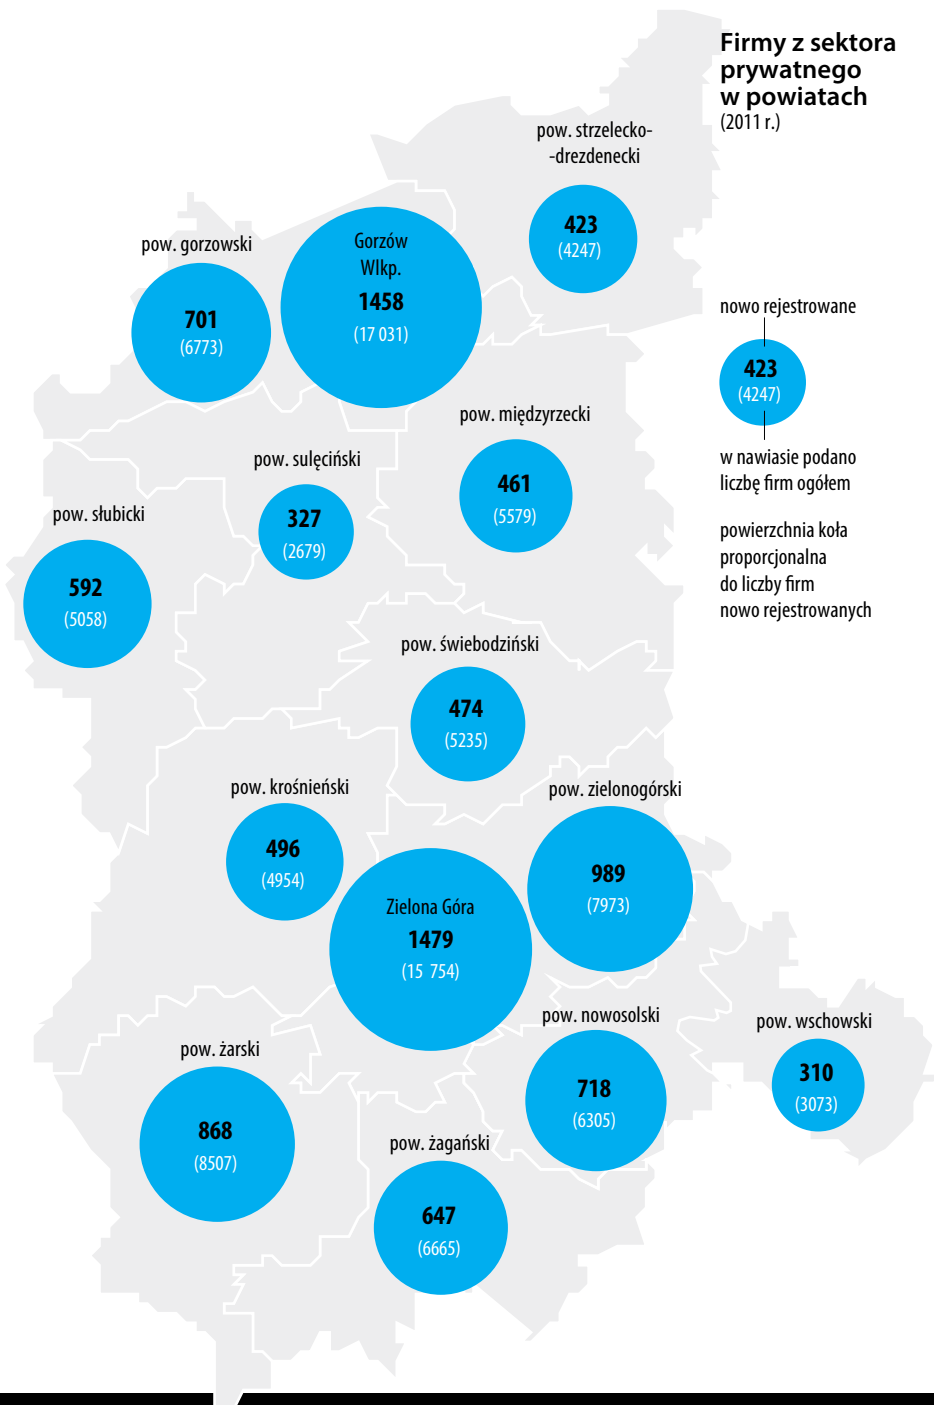 Firmy z sektora
prywatnego
w powiatach
(2011 r.)
pow. strzelecko-
-drezdenecki
423
(4247)
pow. gorzowski
701
(6773)
Gorzów
Wlkp.
1458
(17 031)
nowo rejestrowane
423
(4247)
w nawiasie podano
liczbę firm ogółem
powierzchnia koła
proporcjonalna
do liczby firm
nowo rejestrowanych
pow. międzyrzecki
461
(5579)
pow. sulęciński
327
(2679)
pow. słubicki
592
(5058)
pow. świebodziński
474
(5235)
pow. krośnieński
496
(4954)
pow. zielonogórski
989
(7973)
Zielona Góra
1479
(15 754)
pow. nowosolski
718
(6305)
pow. wschowski
310
(3073)
pow. żarski
868
(8507)
pow. żagański
647
(6665)